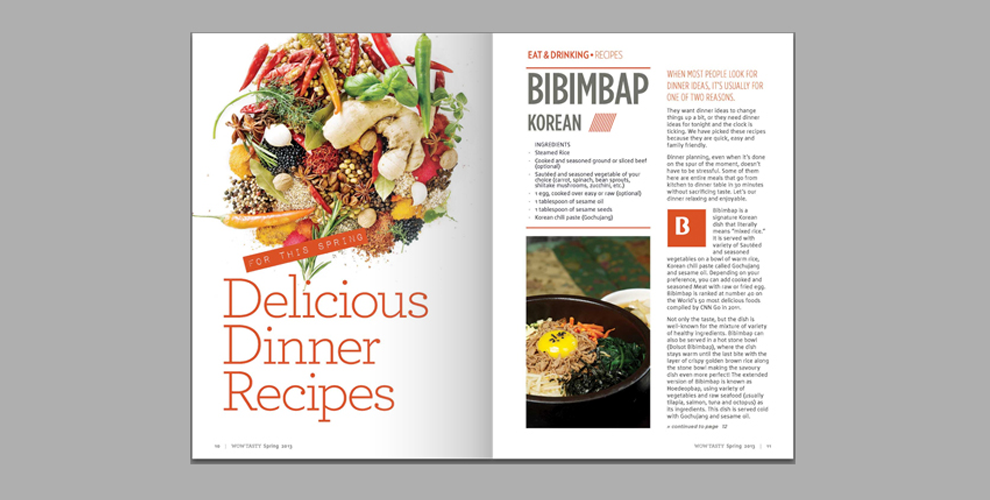 FOR THIS SPRING
Delicious
Dinner
Recipes
10 | WOW!TASTY Spring 2013
EAT & DRINKING • RECIPES
BIBIMBAP
KOREAN
INGREDIENTS
· Steamed Rice
· Cooked and seasoned ground or sliced beef
(optional)
· Sautéd and seasoned vegetable of your
choice (carrot, spinach, bean sprouts,
shiitake mushrooms, zucchini, etc.)
· 1 egg, cooked over easy or raw (optional)
· 1 tablespoon of sesame oil
· 1 tablespoon of sesame seeds
· Korean chili paste (Gochujang)
WHEN MOST PEOPLE LOOK FOR
DINNER IDEAS, IT'S USUALLY FOR
ONE OF TWO REASONS.
They want dinner ideas to change
things up a bit, or they need dinner
ideas for tonight and the clock is
ticking. We have picked these recipes
because they are quick, easy and
family friendly.
Dinner planning, even when it's done
on the spur of the moment, doesn't
have to be stressful. Some of them
here are entire meals that go from
kitchen to dinner table in 30 minutes
without sacrificing taste. Let's our
dinner relaxing and enjoyable.
B
Bibimbap is a
signature Korean
dish that literally
means "mixed rice."
It is served with
variety of Sautéd
and seasoned
vegetables on a bowl of warm rice,
Korean chili paste called Gochujang
and sesame oil. Depending on your
preference, you can add cooked and
seasoned Meat with raw or fried egg.
Bibimbap is ranked at number 40 on
the World's 50 most delicious foods
compiled by CNN Go in 2011.
Not only the taste, but the dish is
well-known for the mixture of variety
of healthy ingredients. Bibimbap can
also be served in a hot stone bowl
(Dolsot Bibimbap), where the dish
stays warm until the last bite with the
layer of crispy golden brown rice along
the stone bowl making the savoury
dish even more perfect! The extended
version of Bibimbap is known as
Hoedeopbap, using variety of
vegetables and raw seafood (usually
tilapia, salmon, tuna and octopus) as
its ingredients. This dish is served cold
with Gochujang and sesame oil.
» continued to page 12
WOW!TASTY Spring 2013 | 11